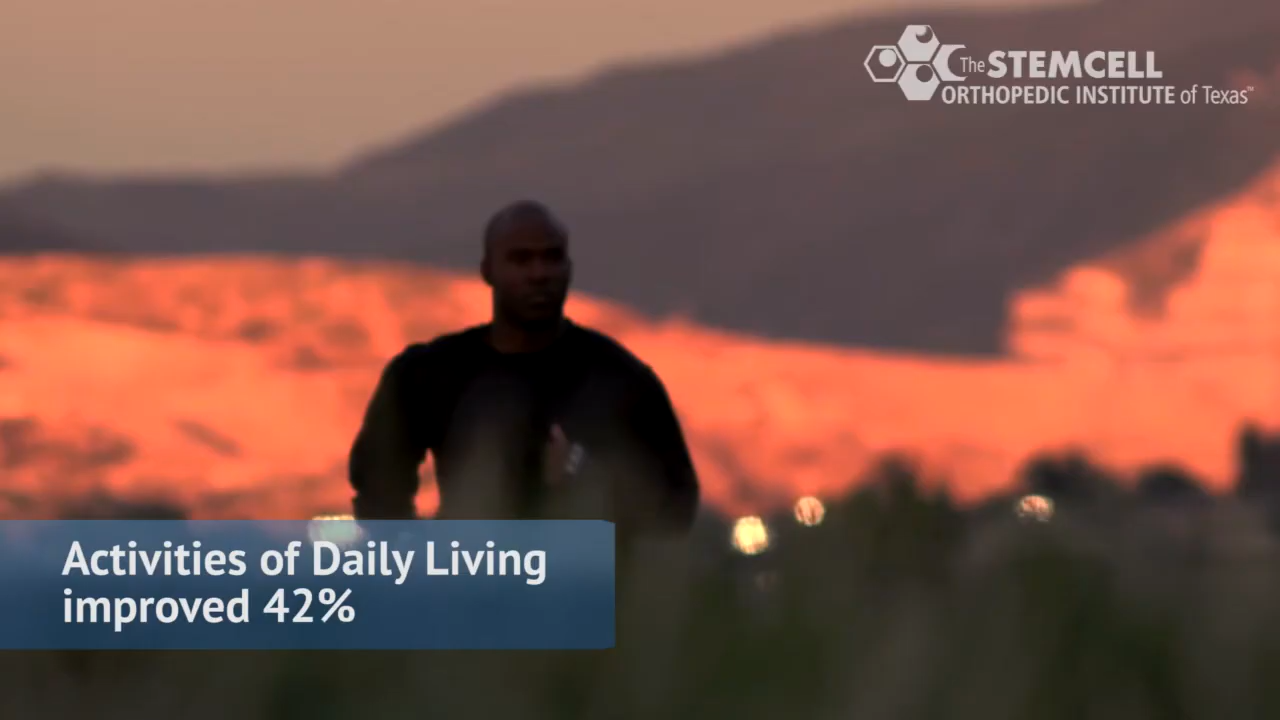 The STEMCELL
ORTHOPEDIC INSTITUTE of Texas™
Activities of Daily Living
improved 42%